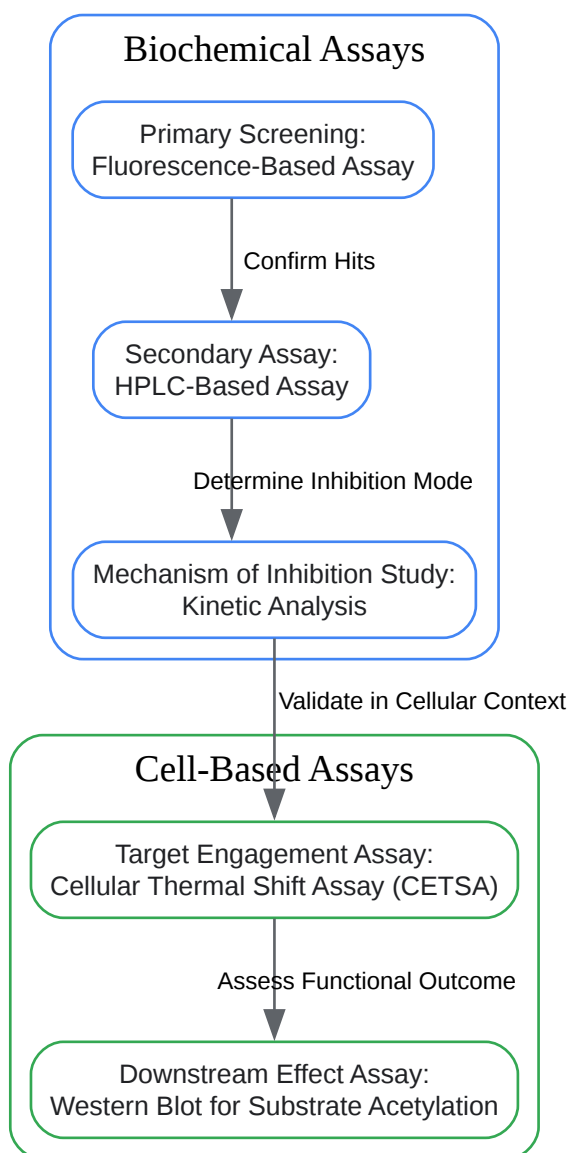 Biochemical Assays
Primary Screening:
Fluorescence-Based Assay
Confirm Hits
Secondary Assay:
HPLC-Based Assay
Determine Inhibition Mode
Mechanism of Inhibition Study:
Kinetic Analysis
Validate in Cellular Context
Cell-Based Assays
Target Engagement Assay:
Cellular Thermal Shift Assay (CETSA)
Assess Functional Outcome
Downstream Effect Assay:
Western Blot for Substrate Acetylation